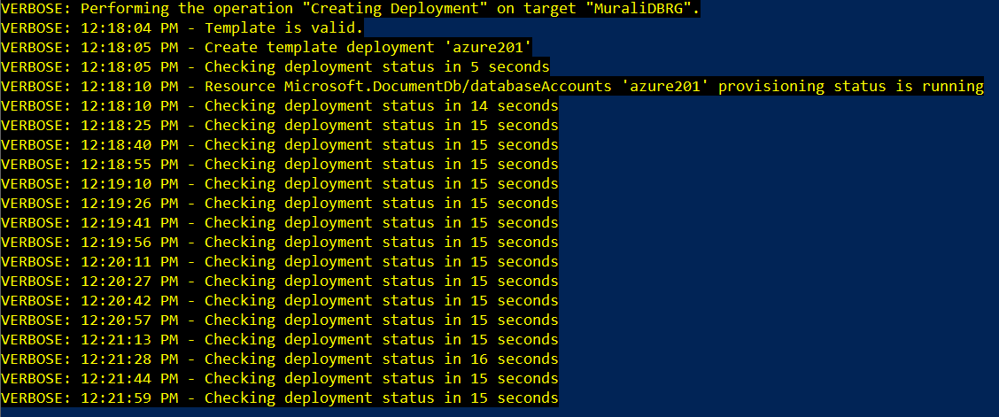 VERBOSE: Performing the operation "Creating Deployment" on target "MuraliDBRG".
VERBOSE: 12:18:04 PM - Template is valid.
VERBOSE: 12:18:05 PM - Create template deployment 'azure201'
VERBOSE: 12:18:05 PM - Checking deployment status in 5 seconds
VERBOSE: 12:18:10 PM - Resource Microsoft.DocumentDb/databaseAccounts 'azure201' provisioning status is running
VERBOSE: 12:18:10 PM - Checking deployment status in 14 seconds
VERBOSE: 12:18:25 PM - Checking deployment status in 15 seconds
VERBOSE: 12:18:40 PM - Checking deployment status in 15 seconds
VERBOSE: 12:18:55 PM - Checking deployment status in 15 seconds
VERBOSE: 12:19:10 PM - Checking deployment status in 15 seconds
VERBOSE: 12:19:26 PM - Checking deployment status in 15 seconds
VERBOSE: 12:19:41 PM - Checking deployment status in 15 seconds
VERBOSE: 12:19:56 PM - Checking deployment status in 15 seconds
VERBOSE: 12:20:11 PM - Checking deployment status in 15 seconds
VERBOSE: 12:20:27 PM - Checking deployment status in 15 seconds
VERBOSE: 12:20:42 PM - Checking deployment status in 15 seconds
VERBOSE: 12:20:57 PM - Checking deployment status in 15 seconds
VERBOSE: 12:21:13 PM - Checking deployment status in 15 seconds
VERBOSE: 12:21:28 PM - Checking deployment status in 16 seconds
VERBOSE: 12:21:44 PM - Checking deployment status in 15 seconds
VERBOSE: 12:21:59 PM - Checking deployment status in 15 seconds